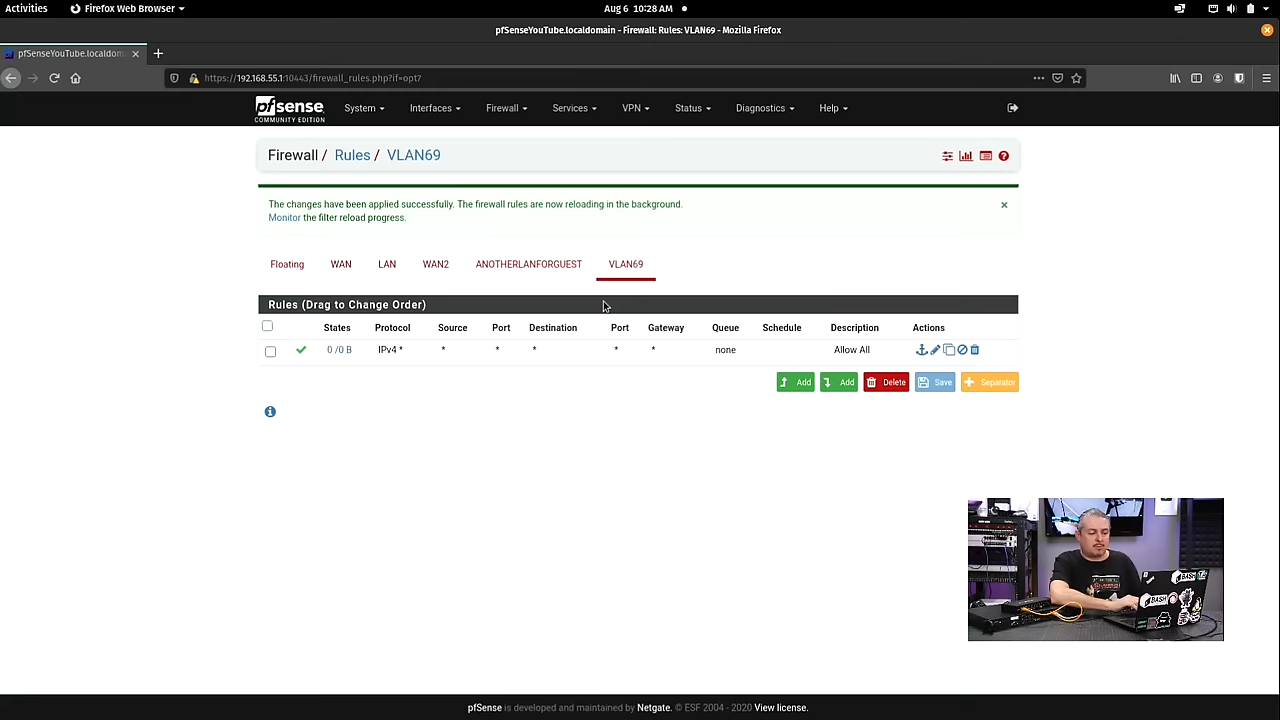 Activities
Firefox Web Browser
Aug 6 10:28 AM
pfSenseYouTube.localdomain - Firewall: Rules: VLAN69 - Mozilla Firefox
pfSenseYouTube.localdom
https://192.168.55.1:10443/firewall_rules.php?if=opt7
pfsense
COMMUNITY EDITION
System
Interfaces
Firewall
Services
VPN
Status
Diagnostics
Help
Firewall / Rules / VLAN69
The changes have been applied successfully. The firewall rules are now reloading in the background.
Monitor the filter reload progress.
Floating WAN LAN WAN2 ANOTHERLANFORGUEST VLAN69
Rules (Drag to Change Order)
States Protocol Source Port Destination Port Gateway Queue Schedule Description Actions
0 /0 B IPv4 * * * * * * none Allow All
Add Add Delete Save Separator
BASH
BASH
pfSense is developed and maintained by Netgate. © ESF 2004 - 2020 View license.